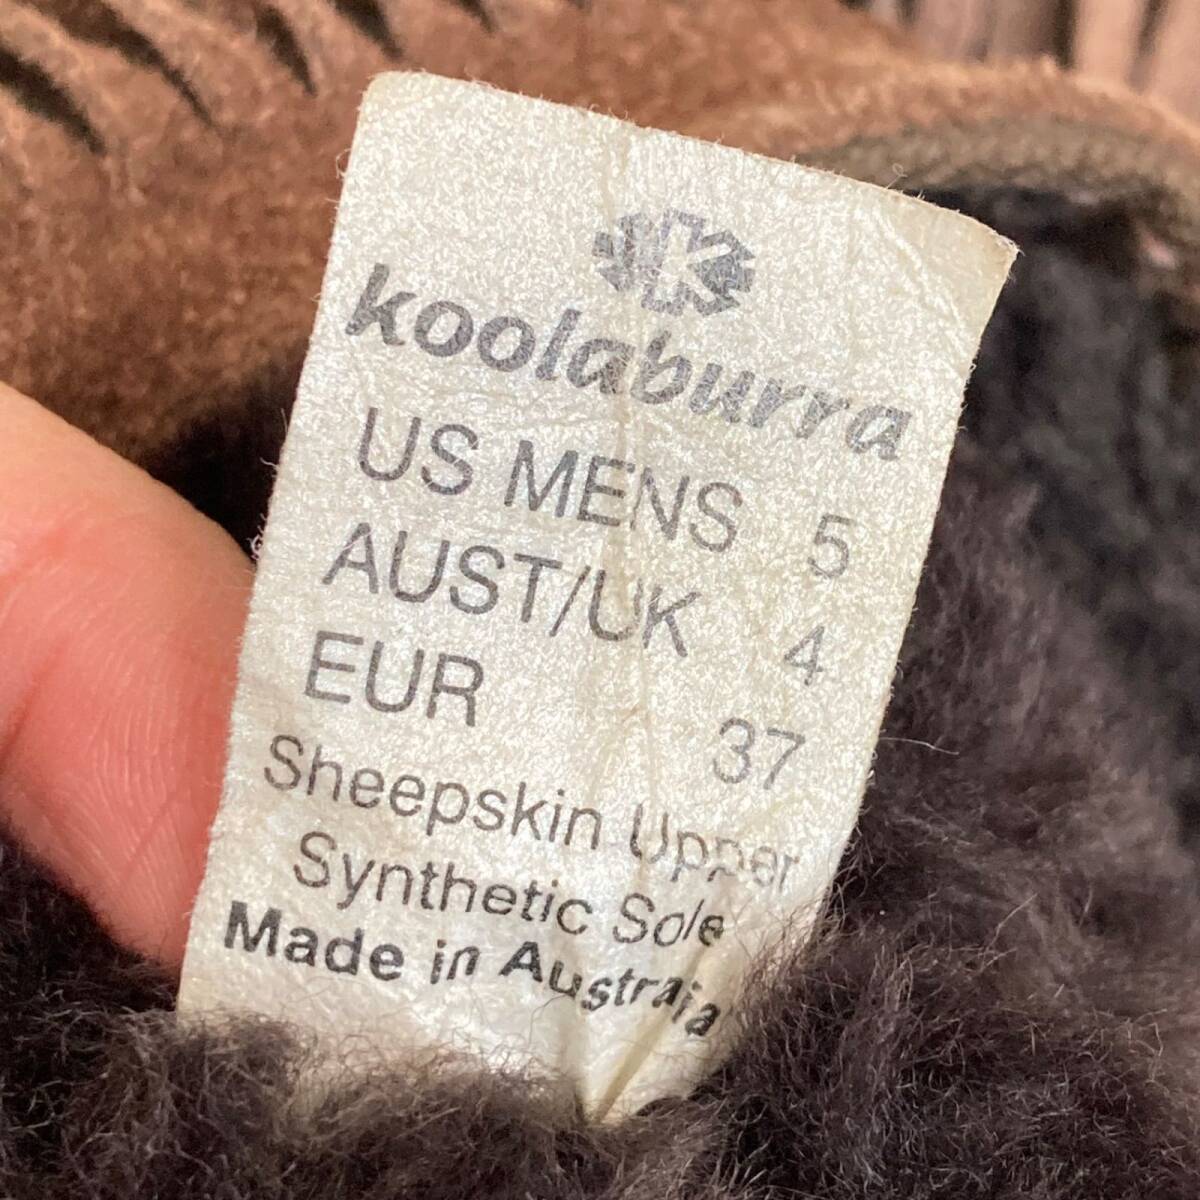 K
koolaburra
US MENS 5
AUST/UK 4
EUR 37
Sheepskin Upper
Synthetic Sole
Made in Australia